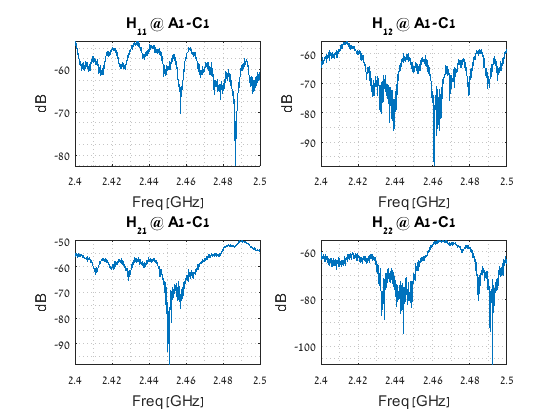 H11 @ A1-C1
H12 @ A1-C1
dB
-60
-70
-80
2.4 2.42 2.44 2.46 2.48 2.5
Freq [GHz]
dB
-60
-70
-80
-90
2.4 2.42 2.44 2.46 2.48 2.5
Freq [GHz]
H21 @ A1-C1
H22 @ A1-C1
dB
-50
-60
-70
-80
-90
2.4 2.42 2.44 2.46 2.48 2.5
Freq [GHz]
dB
-60
-80
-100
2.4 2.42 2.44 2.46 2.48 2.5
Freq [GHz]